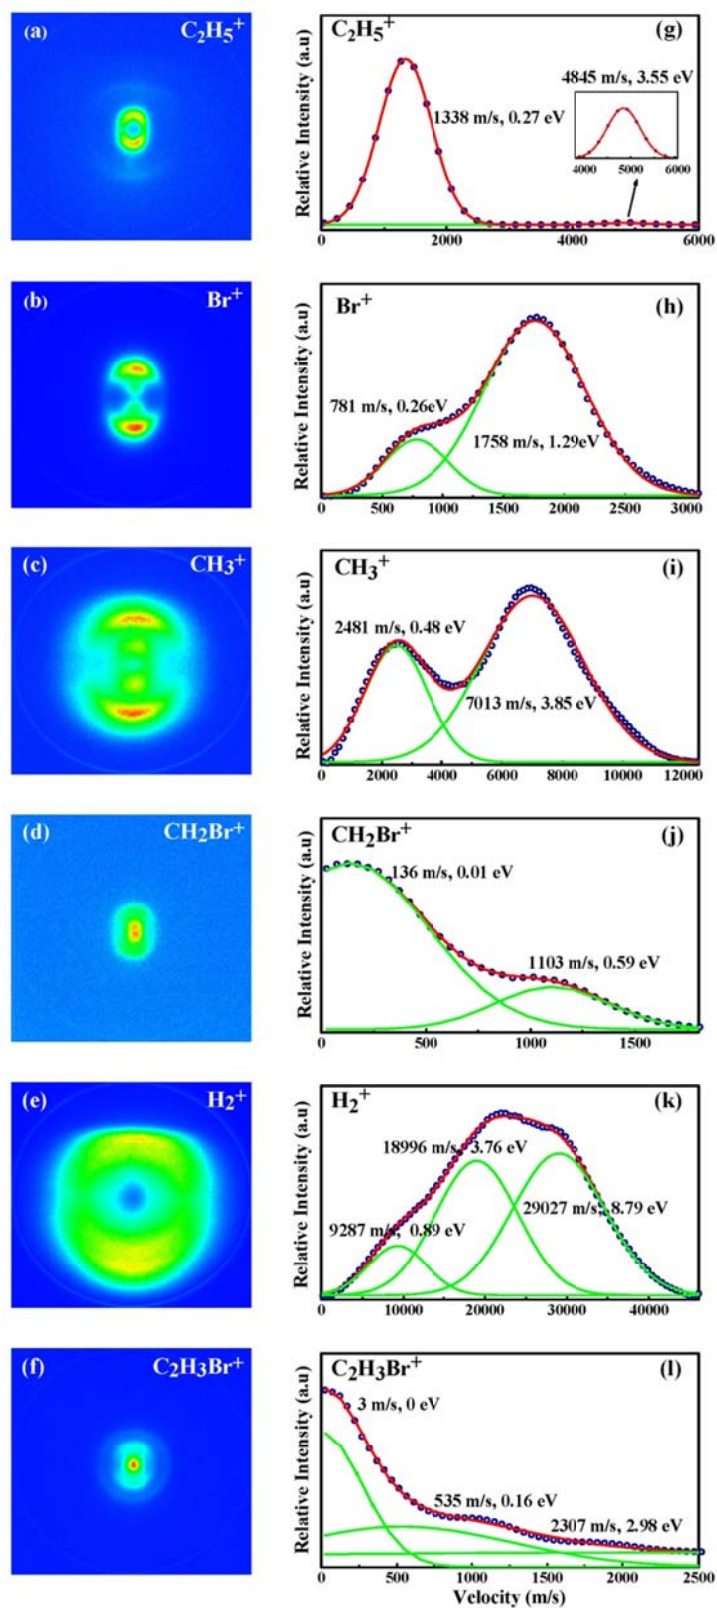 (a) C₂H₅⁺
(g) C₂H₅⁺
Relative Intensity (a.u)
1338 m/s, 0.27 eV
4845 m/s, 3.55 eV
4000 5000 6000
0 2000 4000 6000
(b) Br⁺
(h) Br⁺
Relative Intensity (a.u)
781 m/s, 0.26eV
1758 m/s, 1.29eV
500 1000 1500 2000 2500 3000
(c) CH₃⁺
(i) CH₃⁺
Relative Intensity (a.u)
2481 m/s, 0.48 eV
7013 m/s, 3.85 eV
0 2000 4000 6000 8000 10000 12000
(d) CH₂Br⁺
(j) CH₂Br⁺
Relative Intensity (a.u)
136 m/s, 0.01 eV
1103 m/s, 0.59 eV
500 1000 1500
(e) H₂⁺
(k) H₂⁺
Relative Intensity (a.u)
18996 m/s, 3.76 eV
29027 m/s, 8.79 eV
9287 m/s, 0.89 eV
0 10000 20000 30000 40000
(f) C₂H₃Br⁺
(l) C₂H₃Br⁺
Relative Intensity (a.u)
3 m/s, 0 eV
535 m/s, 0.16 eV
2307 m/s, 2.98 eV
0 500 1000 1500 2000 2500
Velocity (m/s)